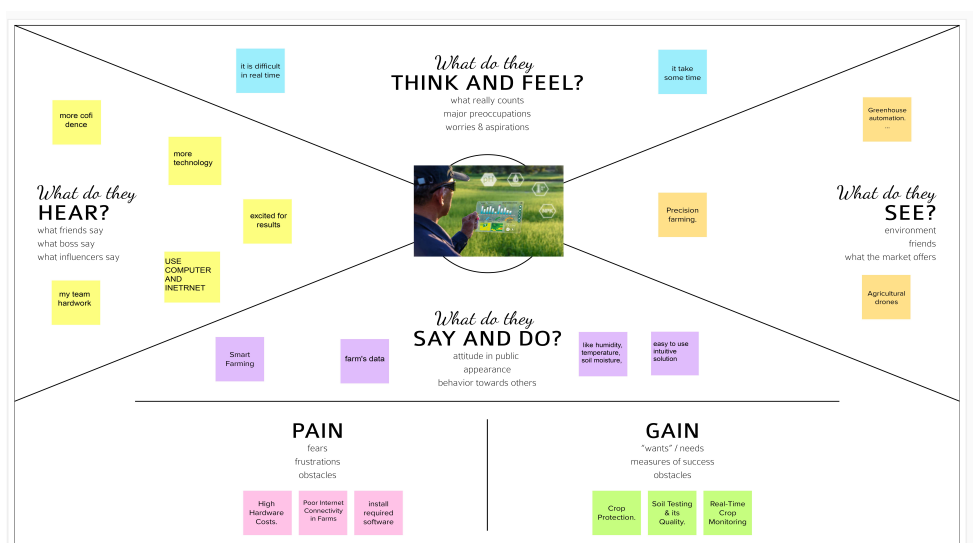 What do they
THINK AND FEEL?
what really counts
major preoccupations
worries & aspirations
it is difficult
in real time
it take
some time
What do they
HEAR?
what friends say
what boss say
what influencers say
more cofi
dence
more
technology
excited for
results
USE
COMPUTER
AND
INETRNET
my team
hardwork
What do they
SEE?
environment
friends
what the market offers
Greenhouse
automation.
...
Precision
farming.
Agricultural
drones
What do they
SAY AND DO?
attitude in public
appearance
behavior towards others
Smart
Farming
farm's data
like humidity,
temperature,
soil moisture,
easy to use
intuitive
solution
PAIN
fears
frustrations
obstacles
High
Hardware
Costs.
Poor Internet
Connectivity
in Farms
install
required
software
GAIN
"wants" / needs
measures of success
obstacles
Crop
Protection.
Soil Testing
& its
Quality.
Real-Time
Crop
Monitoring